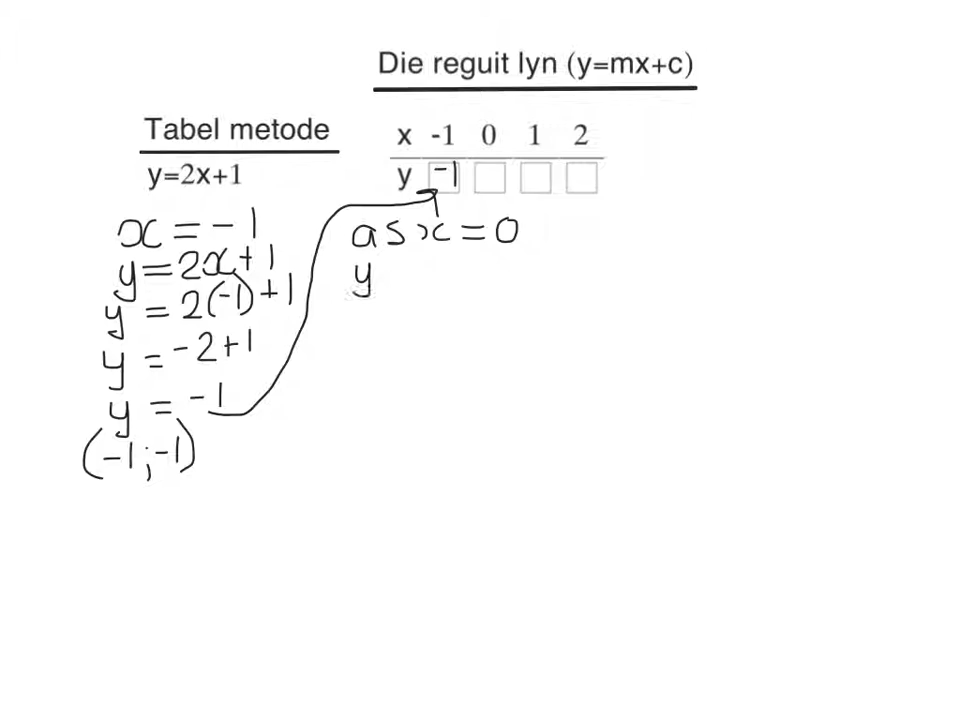 Die reguit lyn (y=mx+c)
Tabel metode
y=2x+1
x -1 0 1 2
y -1
x = -1
y = 2x + 1
y = 2(-1) + 1
y = -2 + 1
y = -1
(-1; -1)
as x = 0
y